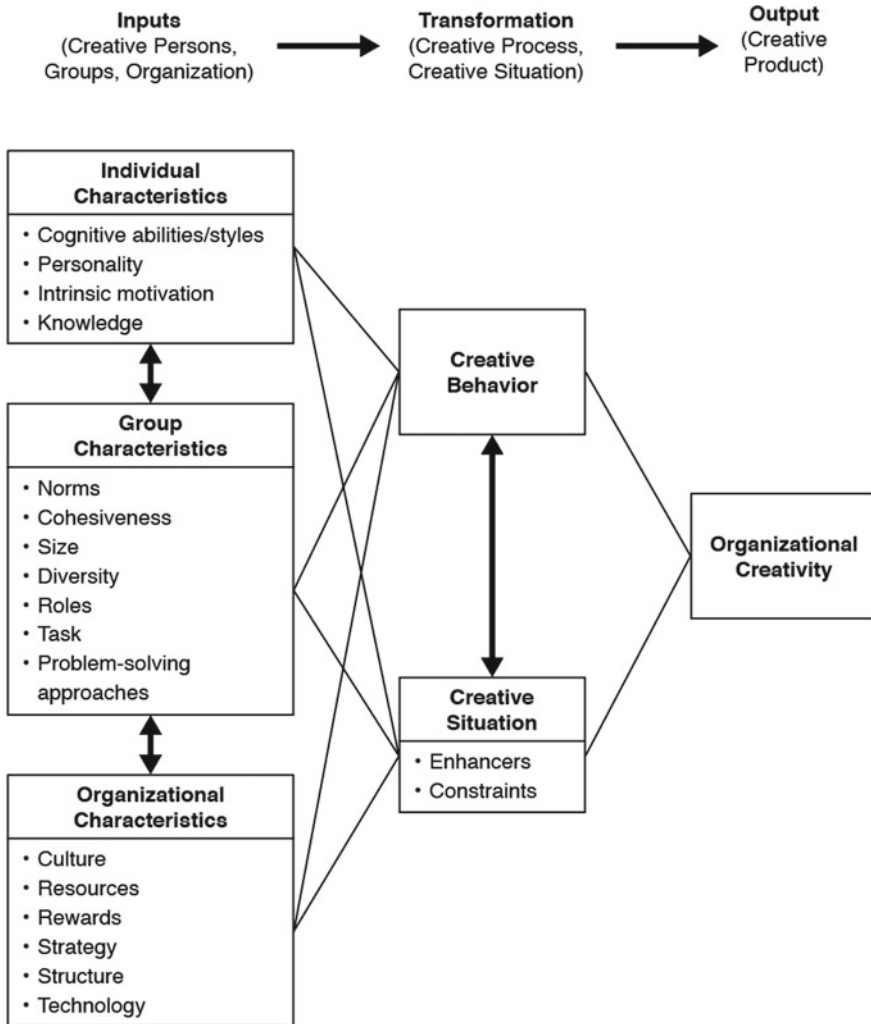 Inputs
(Creative Persons,
Groups, Organization)
Transformation
(Creative Process,
Creative Situation)
Output
(Creative
Product)
Individual
Characteristics
• Cognitive abilities/styles
• Personality
• Intrinsic motivation
• Knowledge
Group
Characteristics
• Norms
• Cohesiveness
• Size
• Diversity
• Roles
• Task
• Problem-solving
approaches
Organizational
Characteristics
• Culture
• Resources
• Rewards
• Strategy
• Structure
• Technology
Creative
Behavior
Creative
Situation
• Enhancers
• Constraints
Organizational
Creativity